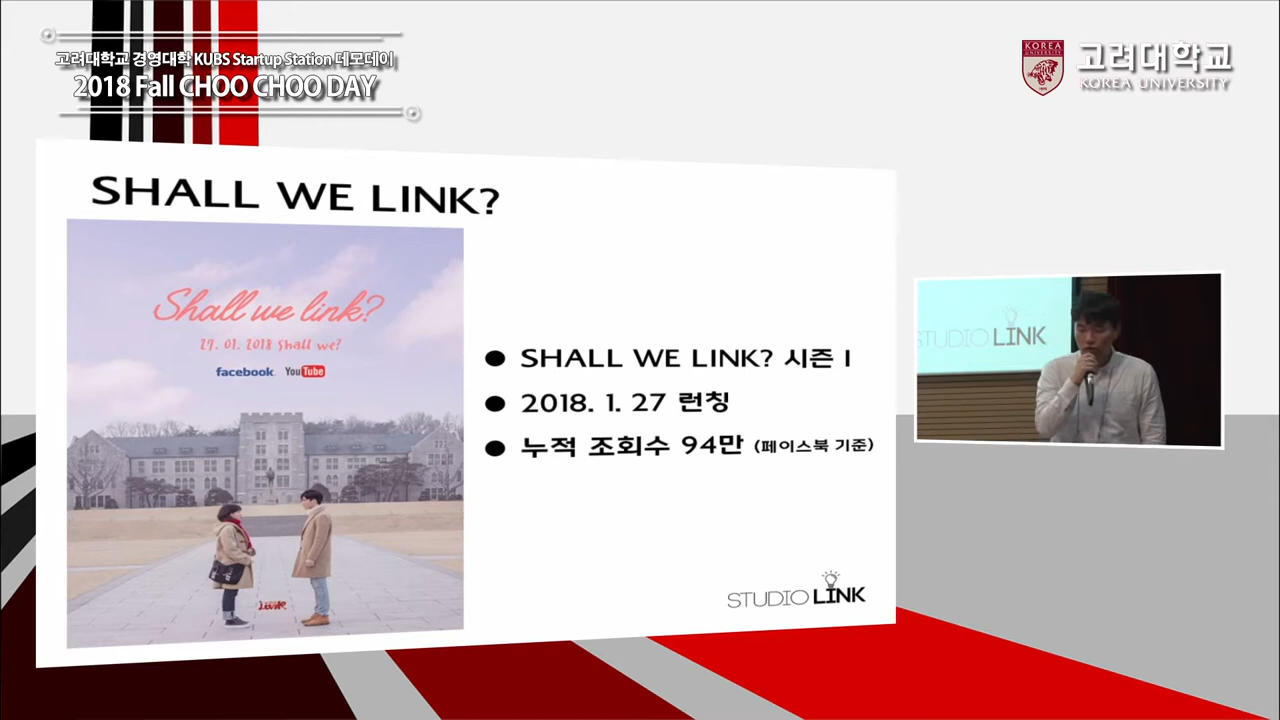 고려대학교 경영대학 KUBS Startup Station 데모데이
2018 Fall CHOO CHOO DAY
KOREA
UNIVERSITY
1905
고려대학교
KOREA UNIVERSITY
SHALL WE LINK?
Shall we link?
27. 01. 2018 Shall we?
facebook YouTube
SHALL WE LINK? 시즌 1
2018. 1. 27 런칭
누적 조회수 94만 (페이스북 기준)
STUDIO LINK
STUDIO LINK